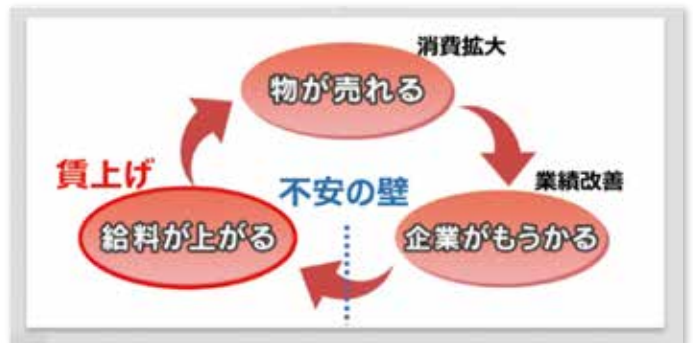 消費拡大
物が売れる
賃上げ
不安の壁
業績改善
給料が上がる
企業がもうかる